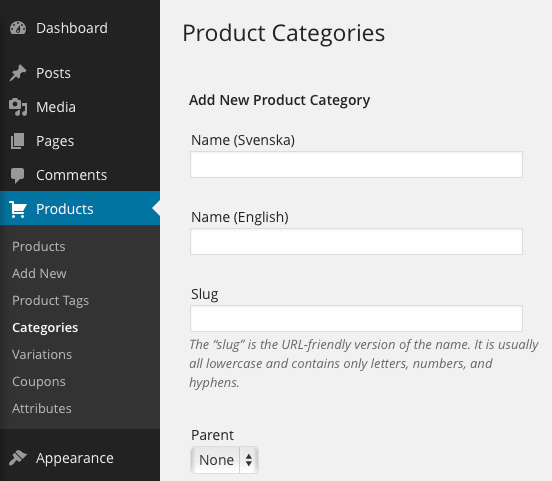 Dashboard
Posts
Media
Pages
Comments
Products
Products
Add New
Product Tags
Categories
Variations
Coupons
Attributes
Appearance
Product Categories
Add New Product Category
Name (Svenska)
Name (English)
Slug
The “slug” is the URL-friendly version of the name. It is usually
all lowercase and contains only letters, numbers, and
hyphens.
Parent
None